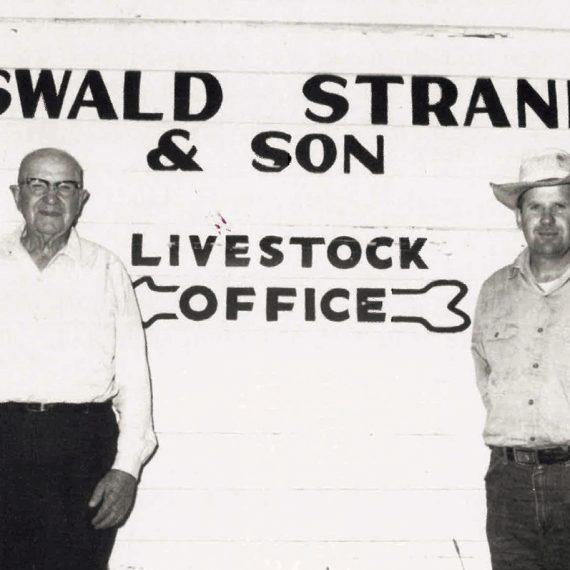 SWALD STRAN
& SON
LIVESTOCK
OFFICE